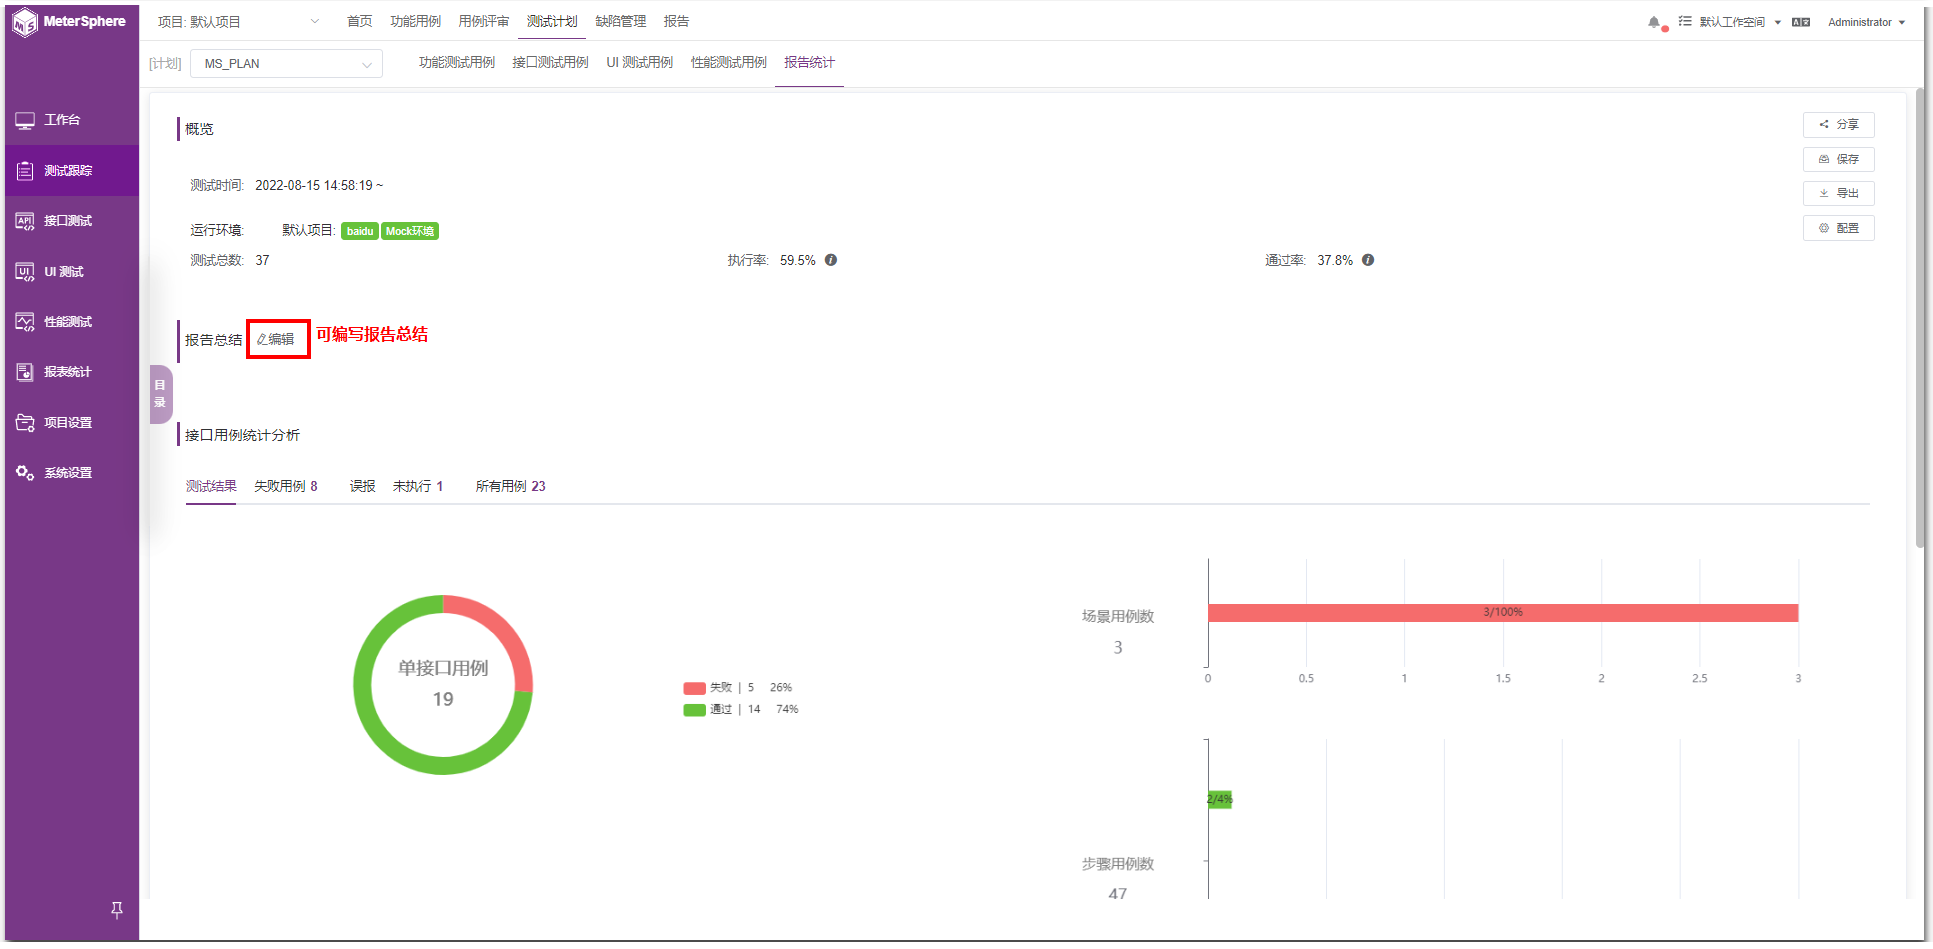 MeterSphere
项目: 默认项目
首页 功能用例 用例评审 测试计划 缺陷管理 报告
默认工作空间
Administrator
[计划] MS_PLAN
功能测试用例 接口测试用例 UI 测试用例 性能测试用例 报告统计
工作台
测试跟踪
接口测试
UI 测试
性能测试
报表统计
项目设置
系统设置
目录
概览
分享
保存
导出
配置
测试时间: 2022-08-15 14:58:19 ~
运行环境: 默认项目: baidu Mock环境
测试总数: 37 执行率: 59.5% 通过率: 37.8%
报告总结 编辑 可编写报告总结
接口用例统计分析
测试结果 失败用例 8 误报 未执行 1 所有用例 23
单接口用例
19
失败 | 5 26%
通过 | 14 74%
场景用例数
3
3/100%
0 0.5 1 1.5 2 2.5 3
2/4%
步骤用例数
47